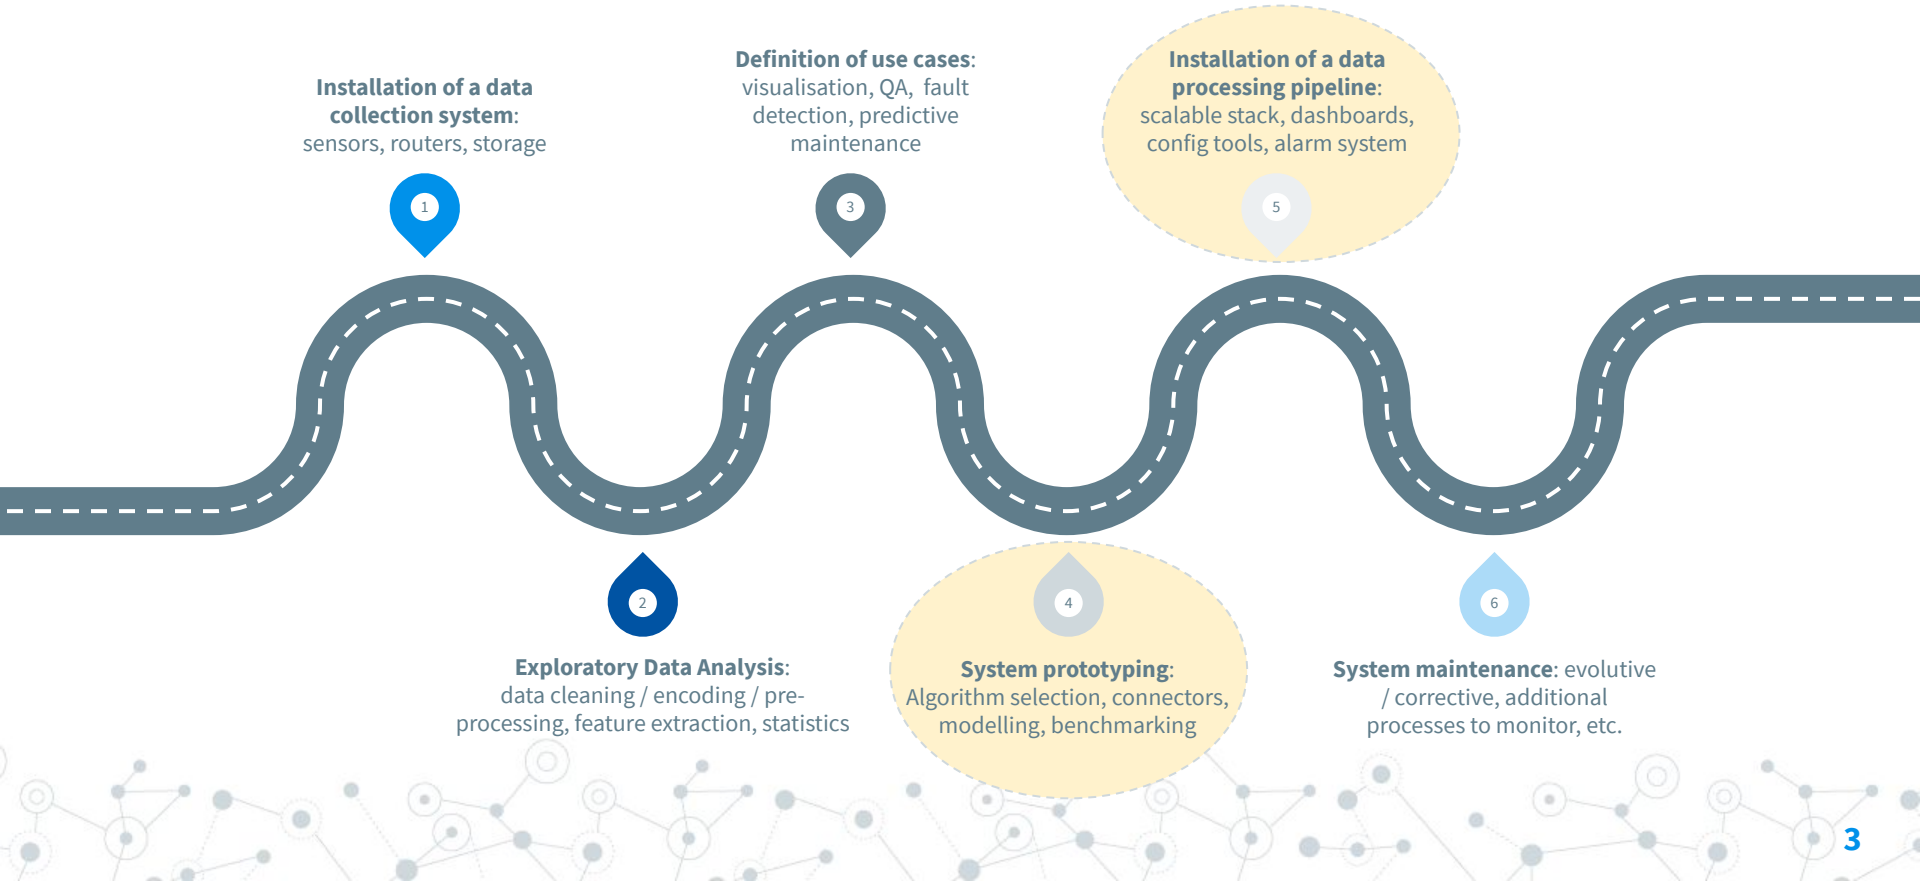 Installation of a data
collection system:
sensors, routers, storage
1
Exploratory Data Analysis:
data cleaning / encoding / pre-
processing, feature extraction, statistics
2
Definition of use cases:
visualisation, QA, fault
detection, predictive
maintenance
3
System prototyping:
Algorithm selection, connectors,
modelling, benchmarking
4
Installation of a data
processing pipeline:
scalable stack, dashboards,
config tools, alarm system
5
System maintenance: evolutive
/ corrective, additional
processes to monitor, etc.
6
3